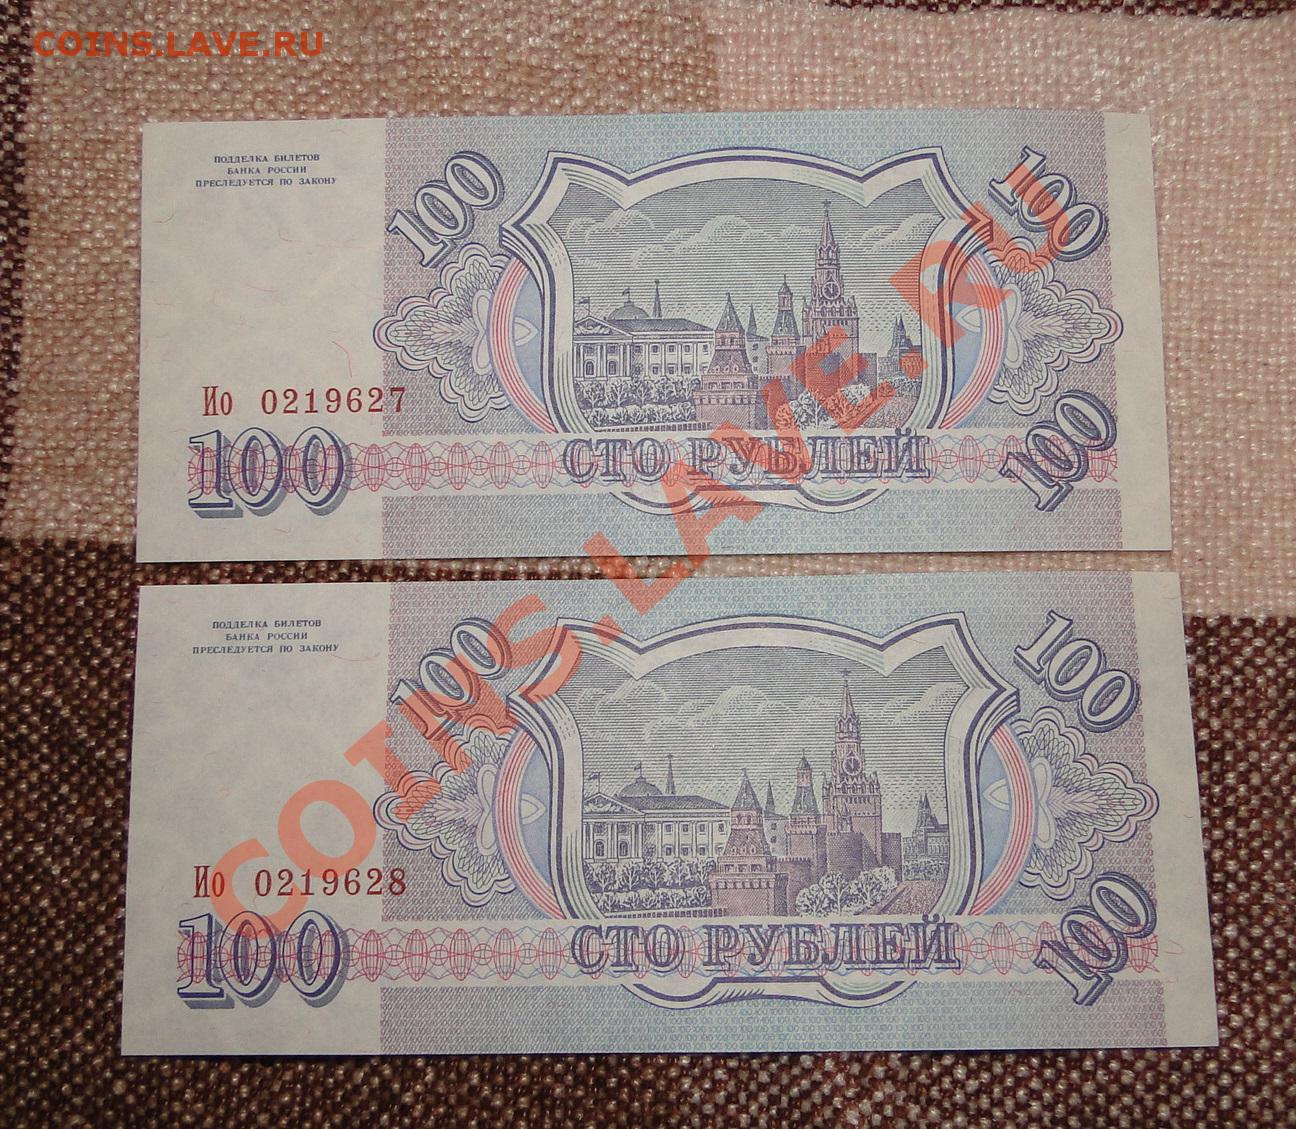 COINS.LAVE.RU
ПОДДЕЛКА БИЛЕТОВ
БАНКА РОССИИ
ПРЕСЛЕДУЕТСЯ ПО ЗАКОНУ
100
100
Ио 0219627
100
СТО РУБЛЕЙ
100
COINS.LAVE.RU
ПОДДЕЛКА БИЛЕТОВ
БАНКА РОССИИ
ПРЕСЛЕДУЕТСЯ ПО ЗАКОНУ
100
100
Ио 0219628
100
СТО РУБЛЕЙ
100